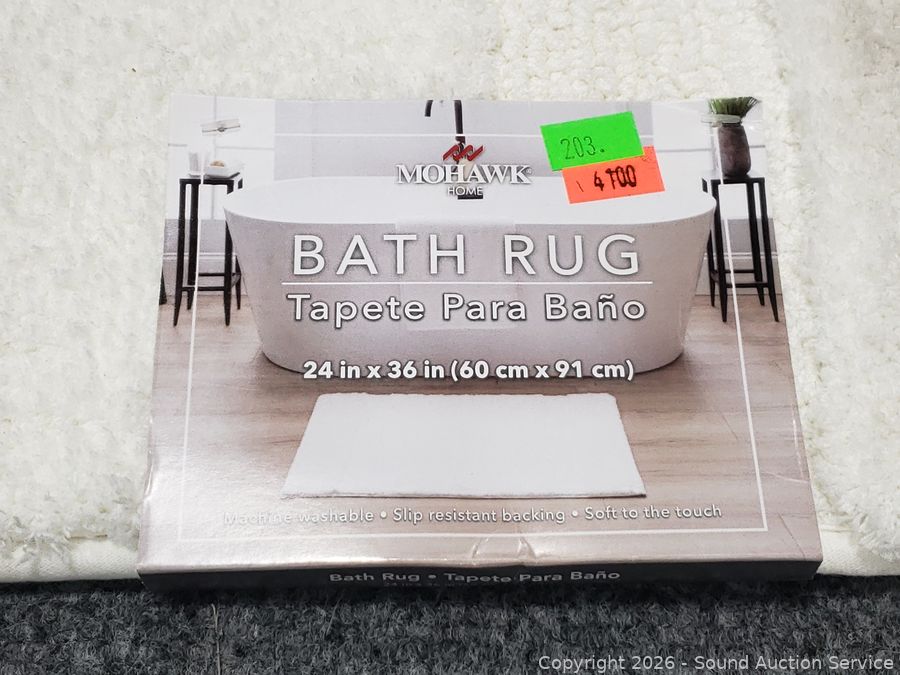 203.
4700
MOHAWK
HOME
BATH RUG
Tapete Para Baño
24 in x 36 in (60 cm x 91 cm)
Machine washable • Slip resistant backing • Soft to the touch
Bath Rug • Tapete Para Baño
Copyright 2026 - Sound Auction Service